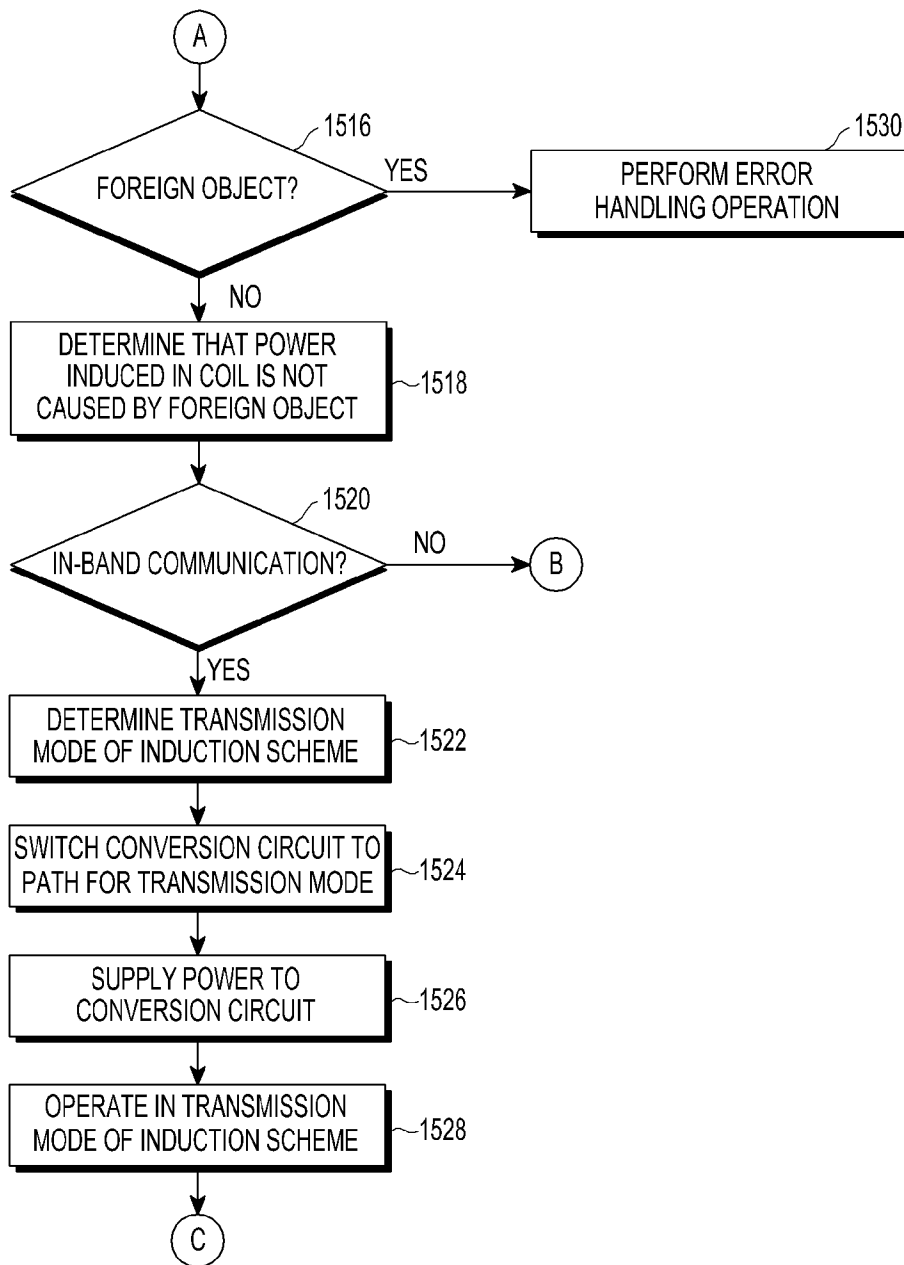 A
1516
FOREIGN OBJECT?
YES
1530
PERFORM ERROR
HANDLING OPERATION
NO
DETERMINE THAT POWER
INDUCED IN COIL IS NOT
CAUSED BY FOREIGN OBJECT
1518
1520
IN-BAND COMMUNICATION?
NO
B
YES
DETERMINE TRANSMISSION
MODE OF INDUCTION SCHEME
1522
SWITCH CONVERSION CIRCUIT TO
PATH FOR TRANSMISSION MODE
1524
SUPPLY POWER TO
CONVERSION CIRCUIT
1526
OPERATE IN TRANSMISSION
MODE OF INDUCTION SCHEME
1528
C